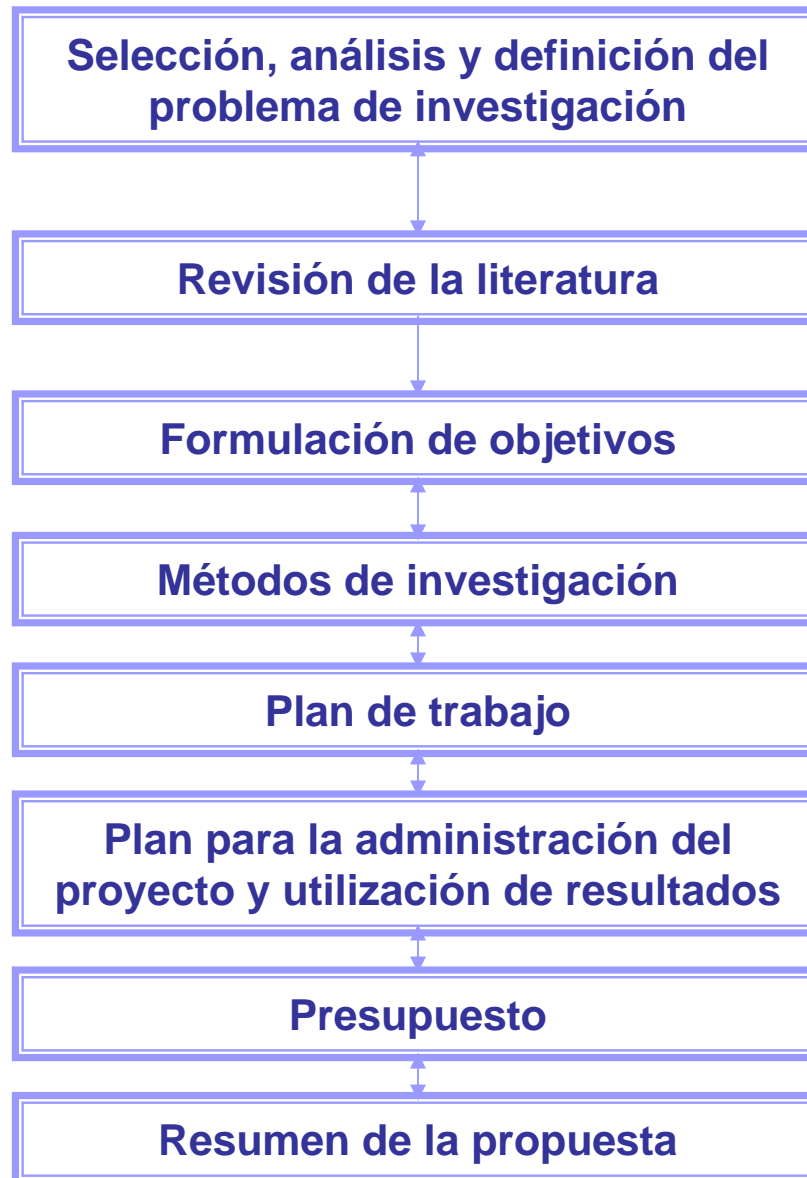 Selección, análisis y definición del
problema de investigación
Revisión de la literatura
Formulación de objetivos
Métodos de investigación
Plan de trabajo
Plan para la administración del
proyecto y utilización de resultados
Presupuesto
Resumen de la propuesta